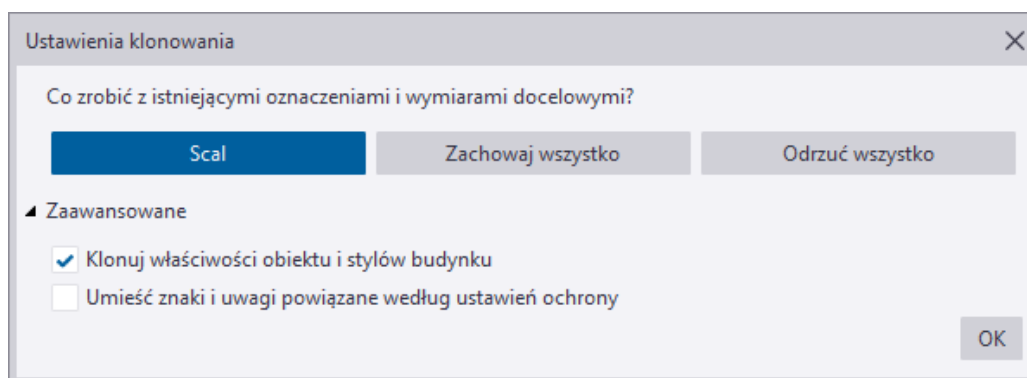 Ustawienia klonowania
Co zrobić z istniejącymi oznaczeniami i wymiarami docelowymi?
Scal Zachowaj wszystko Odrzuć wszystko
Zaawansowane
Klonuj właściwości obiektu i stylów budynku
Umieść znaki i uwagi powiązane według ustawień ochrony
OK